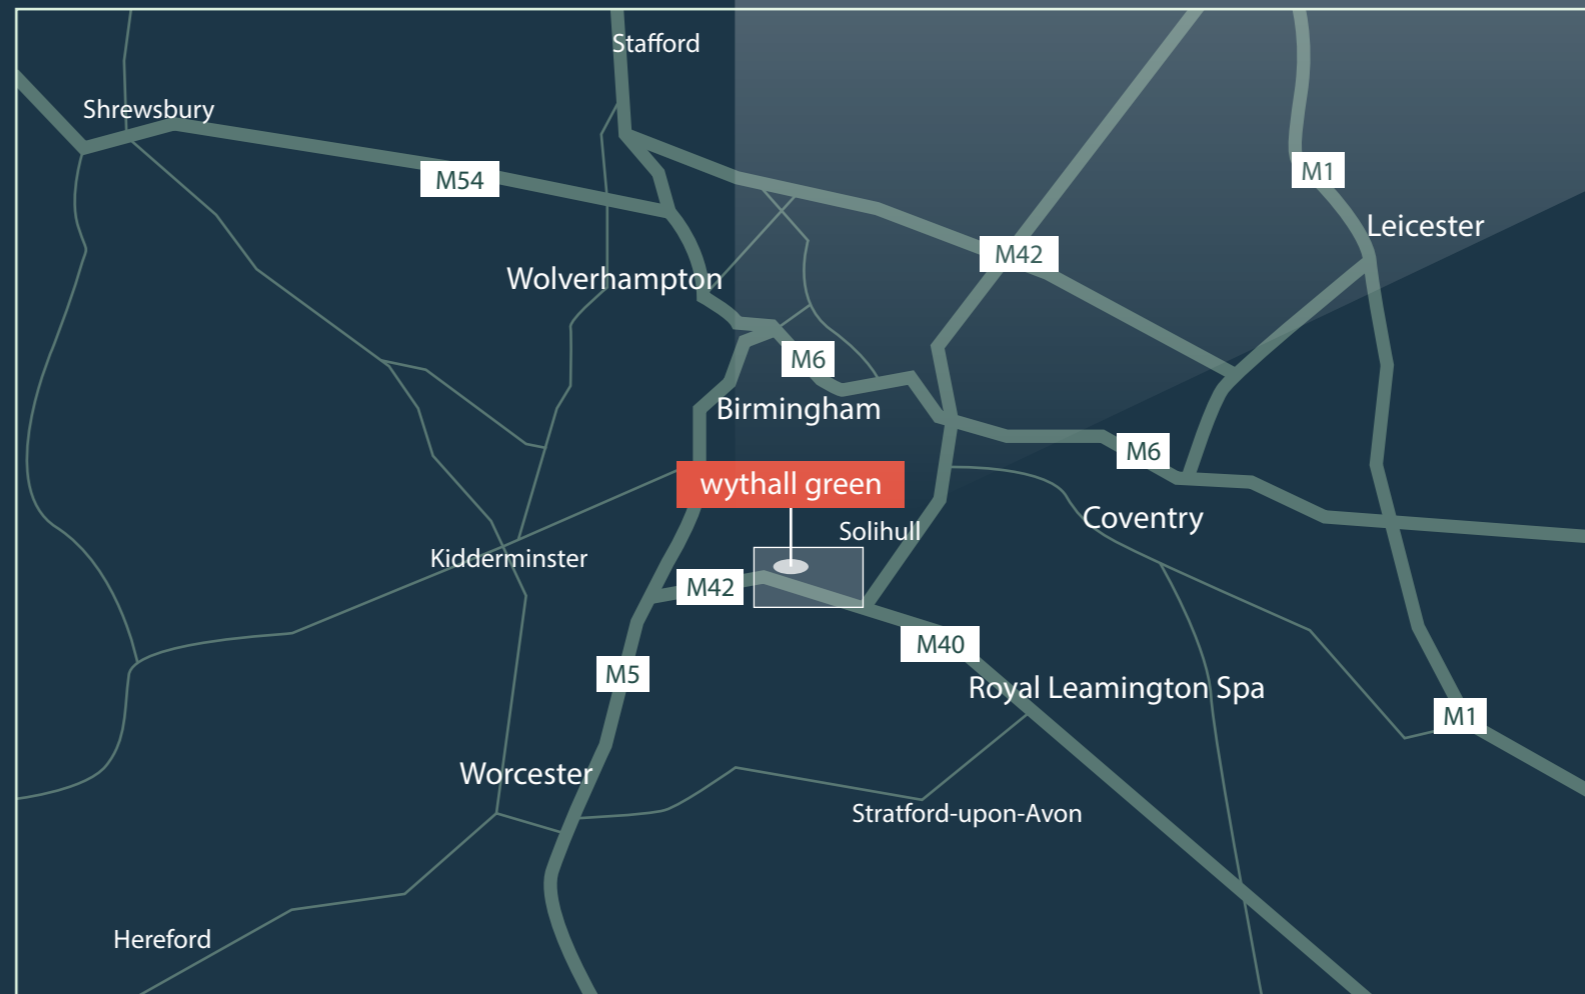 Stafford
Shrewsbury
M54
M1
Leicester
M42
Wolverhampton
M6
Birmingham
M6
wythall green
Coventry
Solihull
Kidderminster
M42
M40
M5
Royal Leamington Spa
M1
Worcester
Stratford-upon-Avon
Hereford